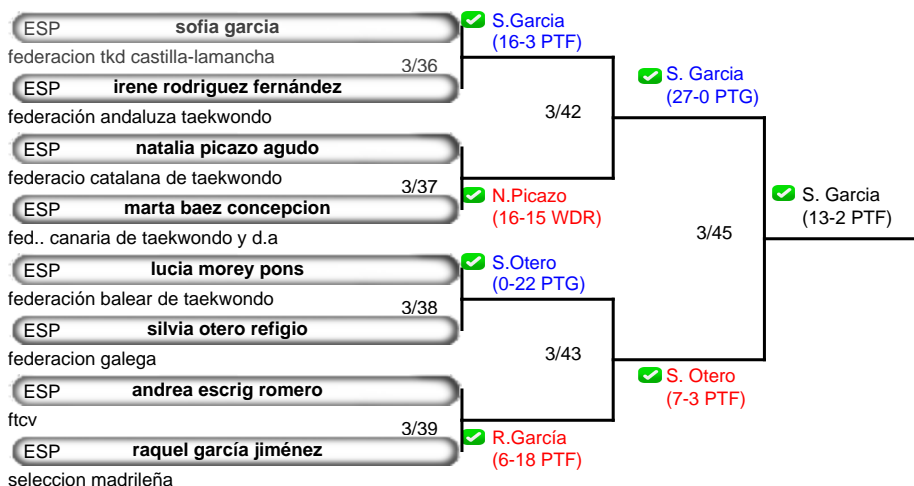 ESP sofia garcia
federacion tkd castilla-lamancha
3/36
ESP irene rodriguez fernández
federación andaluza taekwondo
ESP natalia picazo agudo
federacio catalana de taekwondo
3/37
ESP marta baez concepcion
fed.. canaria de taekwondo y d.a
ESP lucia morey pons
federación balear de taekwondo
3/38
ESP silvia otero refigio
federacion galega
ESP andrea escrig romero
ftcv
3/39
ESP raquel garcía jiménez
seleccion madrileña
S.Garcia
(16-3 PTF)
3/42
N.Picazo
(16-15 WDR)
S.Otero
(0-22 PTG)
3/43
R.García
(6-18 PTF)
S. Garcia
(27-0 PTG)
3/45
S. Otero
(7-3 PTF)
S. Garcia
(13-2 PTF)